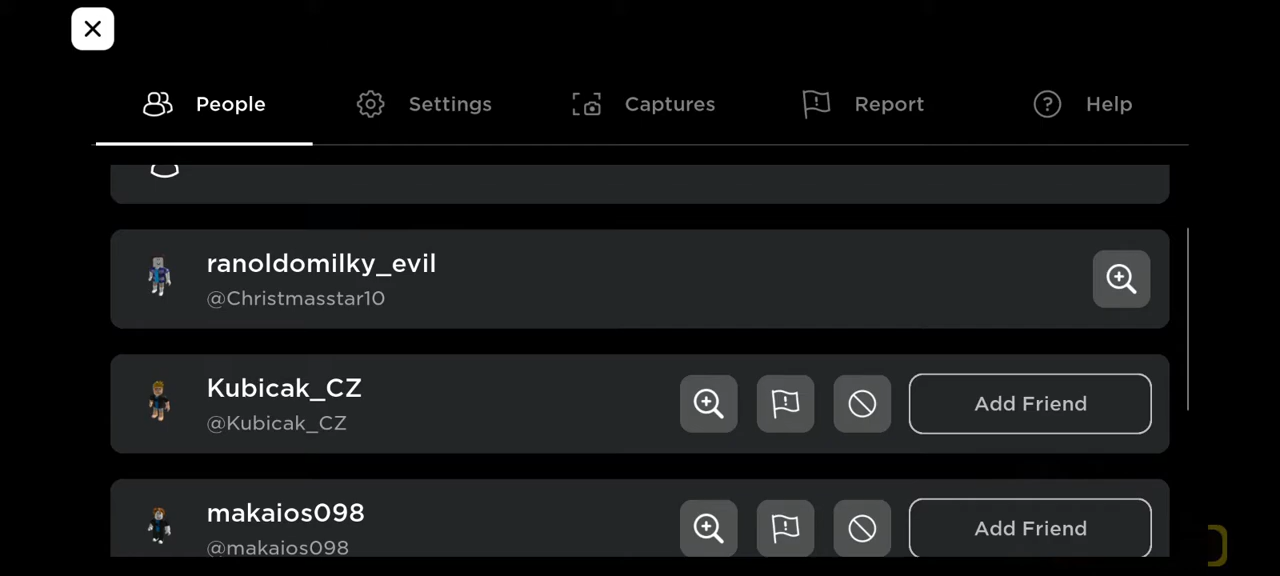 People Settings Captures Report Help
ranoldomilky_evil
@Christmasstar10
Kubicak_CZ
@Kubicak_CZ
Add Friend
makaios098
@makaios098
Add Friend